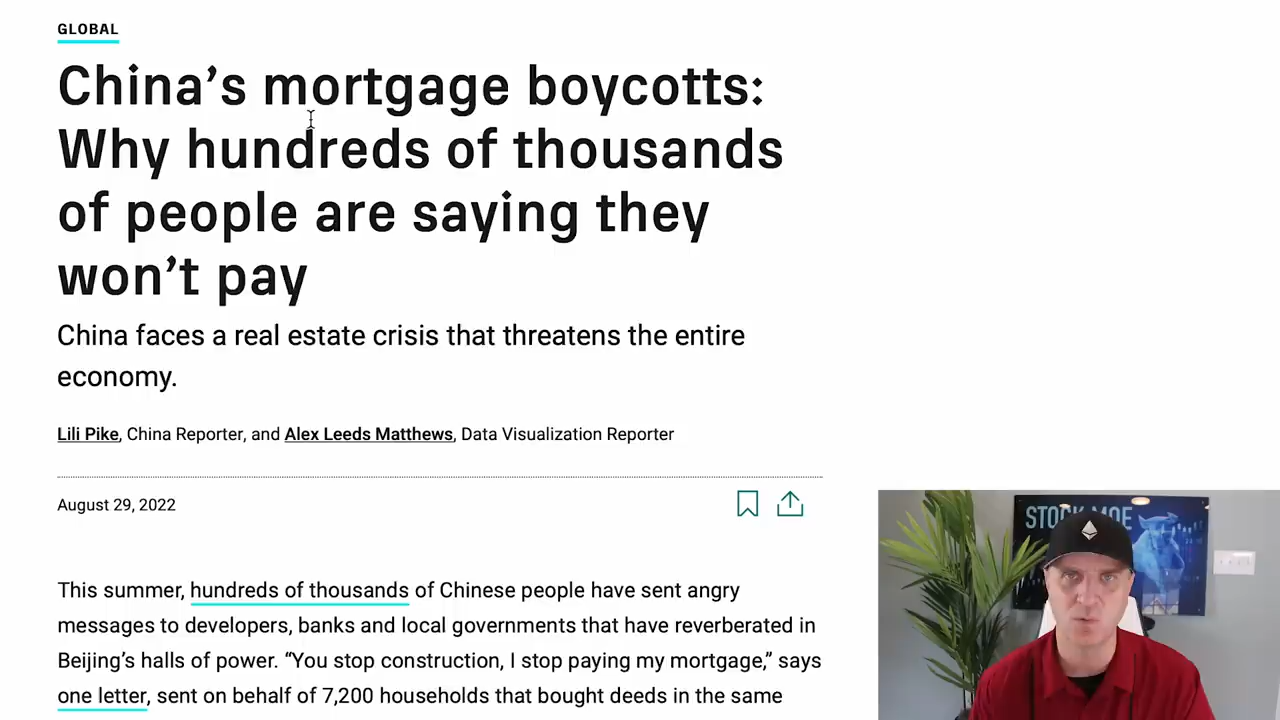 GLOBAL
China’s mortgage boycotts:
Why hundreds of thousands
of people are saying they
won’t pay
China faces a real estate crisis that threatens the entire
economy.
Lili Pike, China Reporter, and Alex Leeds Matthews, Data Visualization Reporter
August 29, 2022
This summer, hundreds of thousands of Chinese people have sent angry
messages to developers, banks and local governments that have reverberated in
Beijing’s halls of power. “You stop construction, I stop paying my mortgage,” says
one letter, sent on behalf of 7,200 households that bought deeds in the same
STOCK MOE